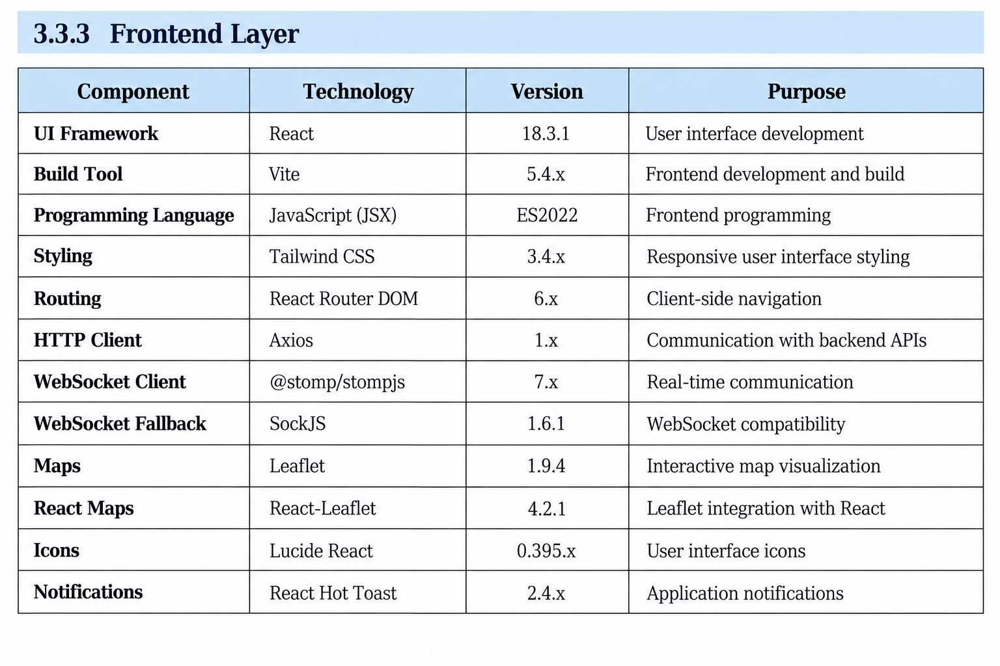 3.3.3 Frontend Layer
Component Technology Version Purpose
UI Framework React 18.3.1 User interface development
Build Tool Vite 5.4.x Frontend development and build
Programming Language JavaScript (JSX) ES2022 Frontend programming
Styling Tailwind CSS 3.4.x Responsive user interface styling
Routing React Router DOM 6.x Client-side navigation
HTTP Client Axios 1.x Communication with backend APIs
WebSocket Client @stomp/stompjs 7.x Real-time communication
WebSocket Fallback SockJS 1.6.1 WebSocket compatibility
Maps Leaflet 1.9.4 Interactive map visualization
React Maps React-Leaflet 4.2.1 Leaflet integration with React
Icons Lucide React 0.395.x User interface icons
Notifications React Hot Toast 2.4.x Application notifications